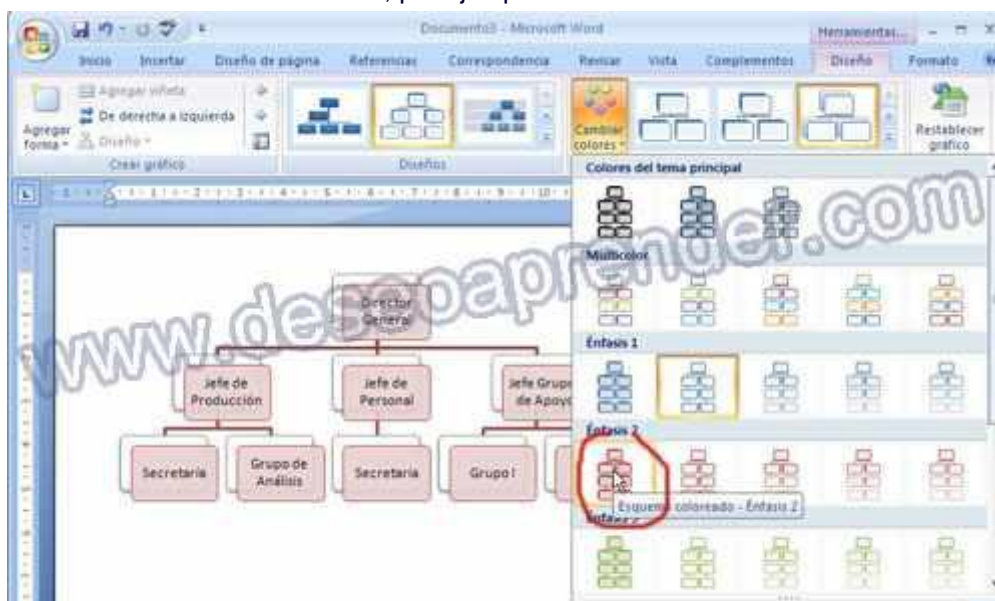 Documento3 - Microsoft Word
Herramientas...
Inicio Insertar Diseño de página Referencias Correspondencia Revisar Vista Complementos Diseño Formato
Agregar viñeta
De derecha a izquierda
Diseño
Agregar forma
Cambiar colores
Restablecer gráfico
Crear gráfico
Diseños
Colores del tema principal
Multicolor
Énfasis 1
Énfasis 2
Esquema coloreado - Énfasis 2
www.deseoaprender.com
Director General
Jefe de Producción
Jefe de Personal
Jefe Grupo de Apoyo
Secretaria
Grupo de Análisis
Secretaria
Grupo I